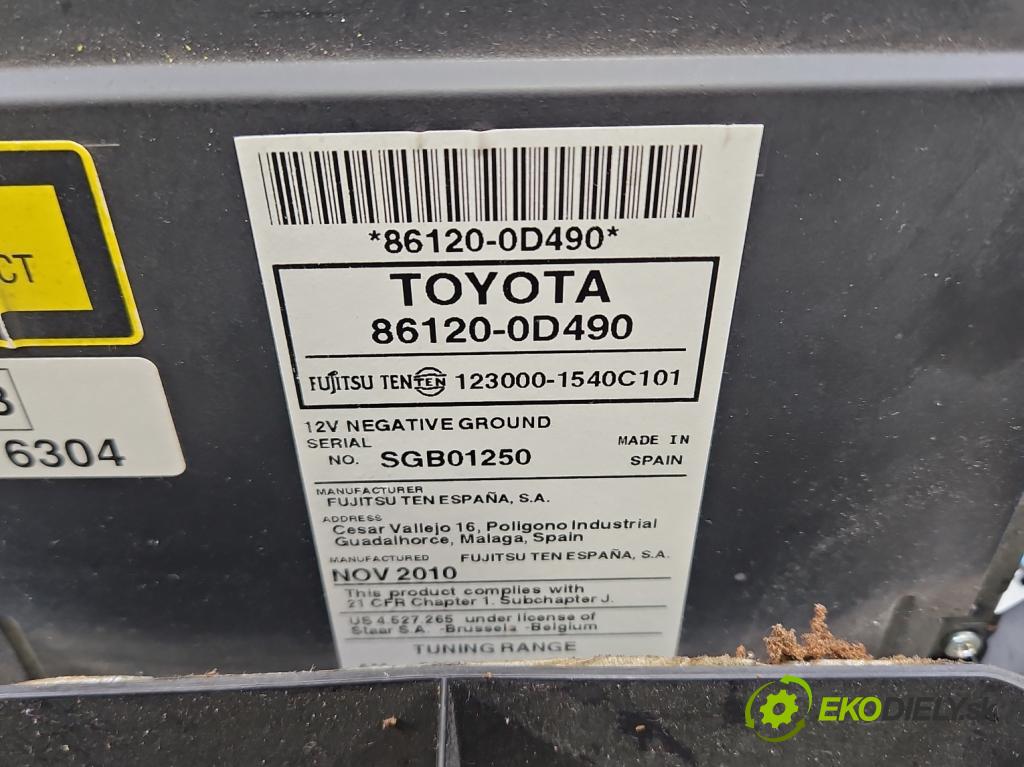 *86120-0D490*
TOYOTA
86120-0D490
FUJITSU TEN TEN 123000-1540C101
12V NEGATIVE GROUND
SERIAL
NO. SGB01250
MADE IN
SPAIN
MANUFACTURER
FUJITSU TEN ESPAÑA, S.A.
ADDRESS
Cesar Vallejo 16, Poligono Industrial
Guadalhorce, Malaga, Spain
MANUFACTURED FUJITSU TEN ESPAÑA, S.A.
NOV 2010
This product complies with
21 CFR Chapter 1. Subchapter J.
US 4.527.265 under license of
Staar S.A. -Brussels -Belgium
TUNING RANGE
CT
6304
EKODIELY.sk